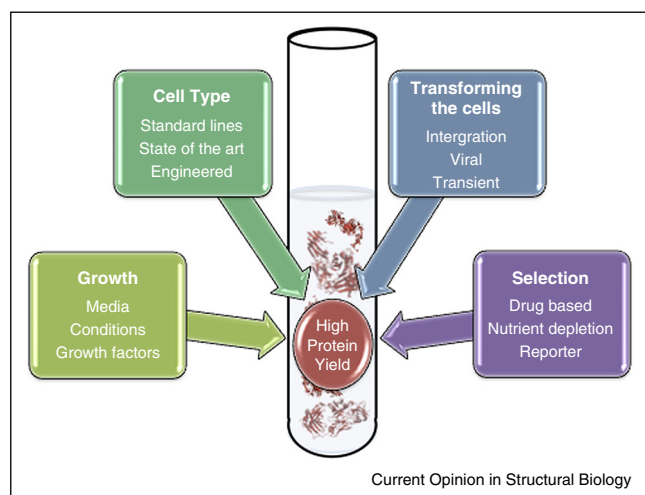 Cell Type
Standard lines
State of the art
Engineered
Transforming
the cells
Intergration
Viral
Transient
Growth
Media
Conditions
Growth factors
High
Protein
Yield
Selection
Drug based
Nutrient depletion
Reporter
Current Opinion in Structural Biology